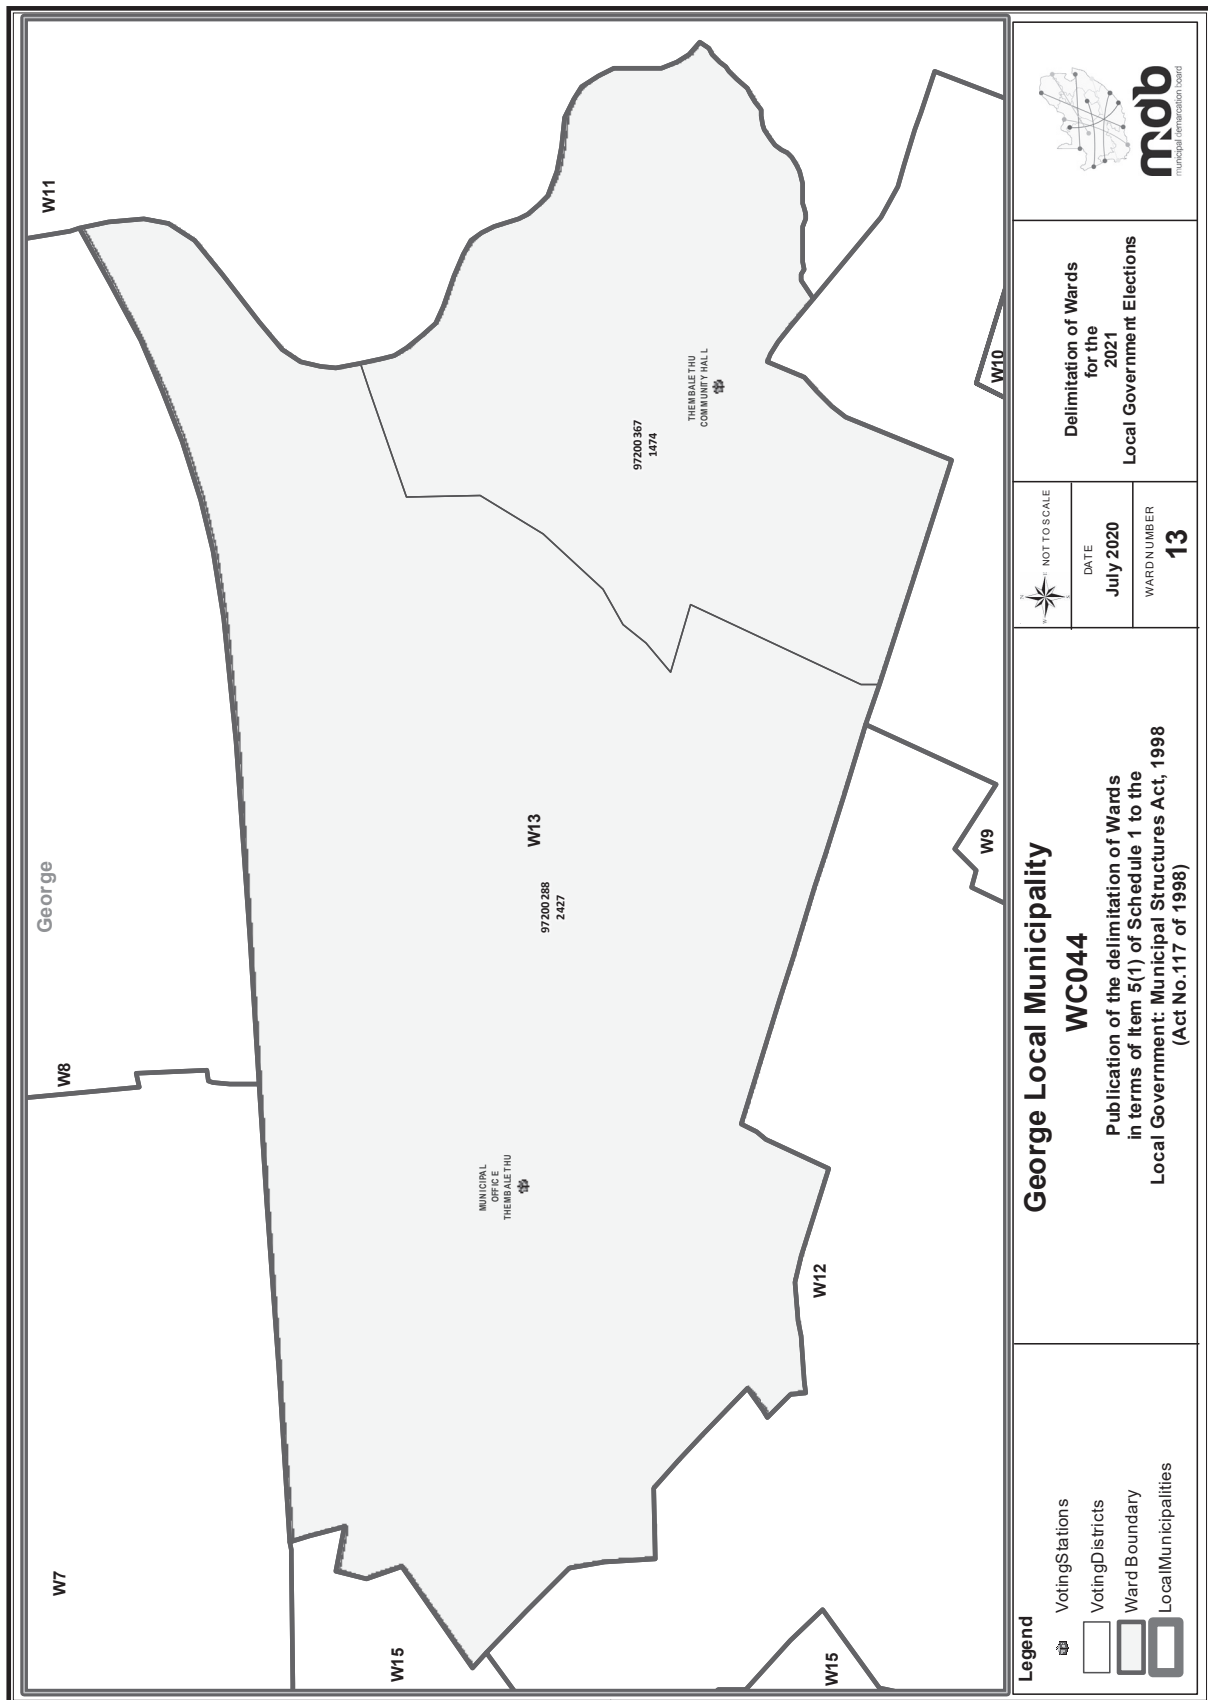 W7
W8
George
W11
W15
MUNICIPAL
OFFICE
THEMBALETHU
W13
97200288
2427
97200367
1474
THEMBALETHU
COMMUNITY HALL
W15
W12
W9
W10
Legend
VotingStations
VotingDistricts
Ward Boundary
LocalMunicipalities
George Local Municipality
WC044
Publication of the delimitation of Wards
in terms of Item 5(1) of Schedule 1 to the
Local Government: Municipal Structures Act, 1998
(Act No.117 of 1998)
NOT TO SCALE
DATE
July 2020
WARDNUMBER
13
Delimitation of Wards
for the
2021
Local Government Elections
mdb
municipal demarcation board